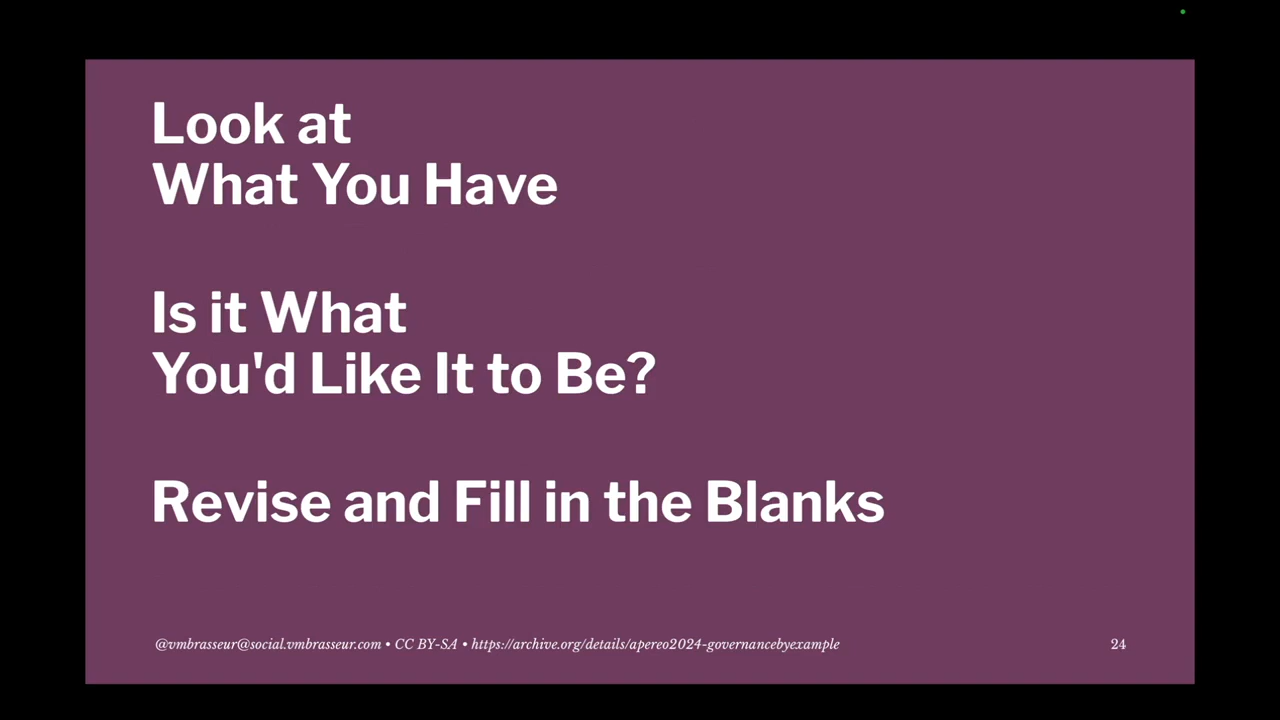 Look at
What You Have
Is it What
You'd Like It to Be?
Revise and Fill in the Blanks
@vmbrasseur@social.vmbrasseur.com • CC BY-SA • https://archive.org/details/apereo2024-governancebyexample
24